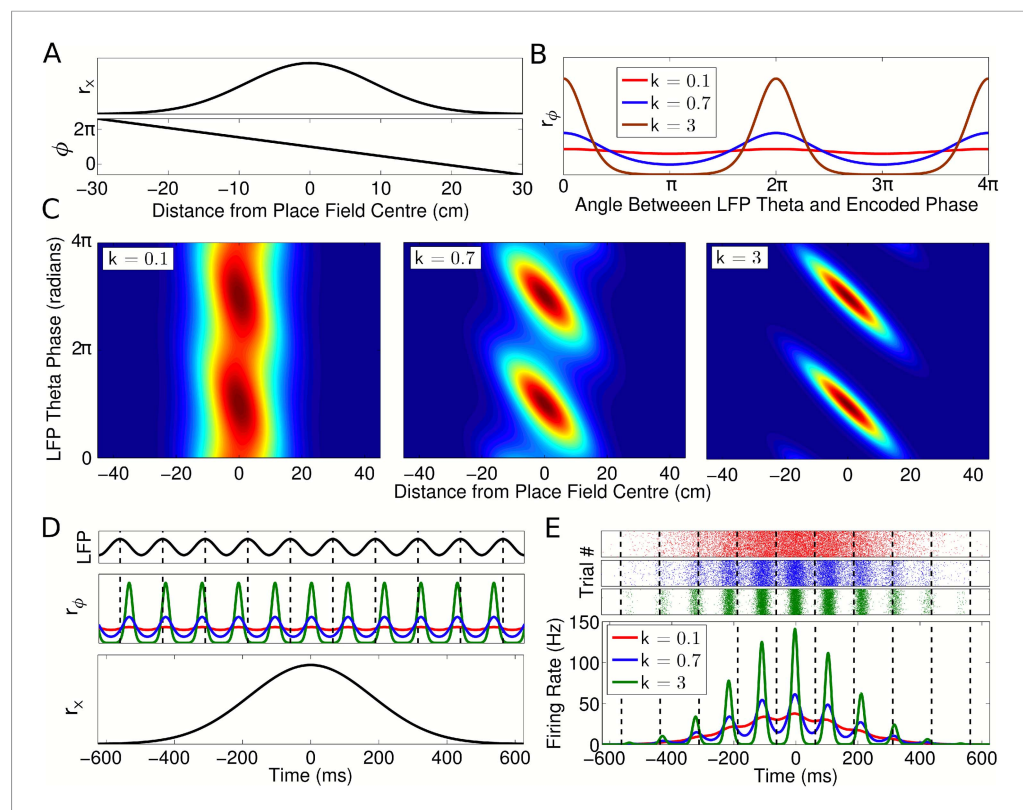 A
r_x
φ
2π
0
−30
−20
−10
0
10
20
30
Distance from Place Field Centre (cm)
B
r_φ
k = 0.1
k = 0.7
k = 3
0
π
2π
3π
4π
Angle Betweeen LFP Theta and Encoded Phase
C
LFP Theta Phase (radians)
4π
2π
0
k = 0.1
−40
−20
0
20
40
k = 0.7
−40
−20
0
20
40
k = 3
−40
−20
0
20
40
Distance from Place Field Centre (cm)
D
LFP
r_φ
r_x
−600
−400
−200
0
200
400
600
Time (ms)
E
Trial #
Firing Rate (Hz)
150
100
50
0
k = 0.1
k = 0.7
k = 3
−600
−400
−200
0
200
400
600
Time (ms)